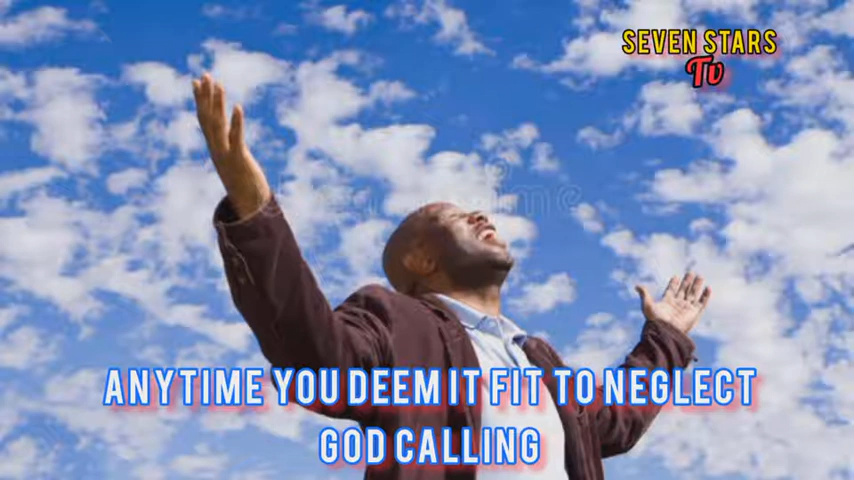 SEVEN STARS
Tv
ANYTIME YOU DEEM IT FIT TO NEGLECT
GOD CALLING